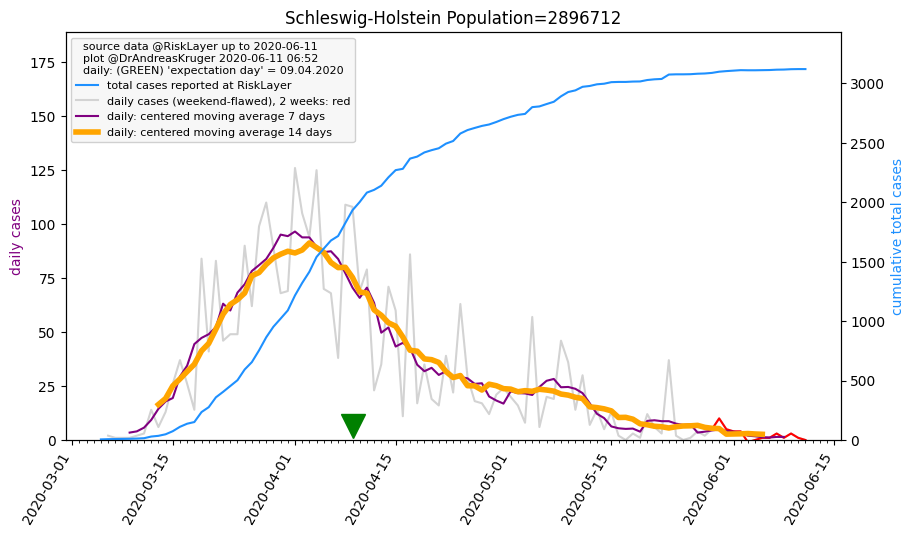 Schleswig-Holstein Population=2896712
source data @RiskLayer up to 2020-06-11
plot @DrAndreasKruger 2020-06-11 06:52
daily: (GREEN) 'expectation day' = 09.04.2020
total cases reported at RiskLayer
daily cases (weekend-flawed), 2 weeks: red
daily: centered moving average 7 days
daily: centered moving average 14 days
daily cases
175
150
125
100
75
50
25
0
cumulative total cases
3000
2500
2000
1500
1000
500
0
2020-03-01
2020-03-15
2020-04-01
2020-04-15
2020-05-01
2020-05-15
2020-06-01
2020-06-15